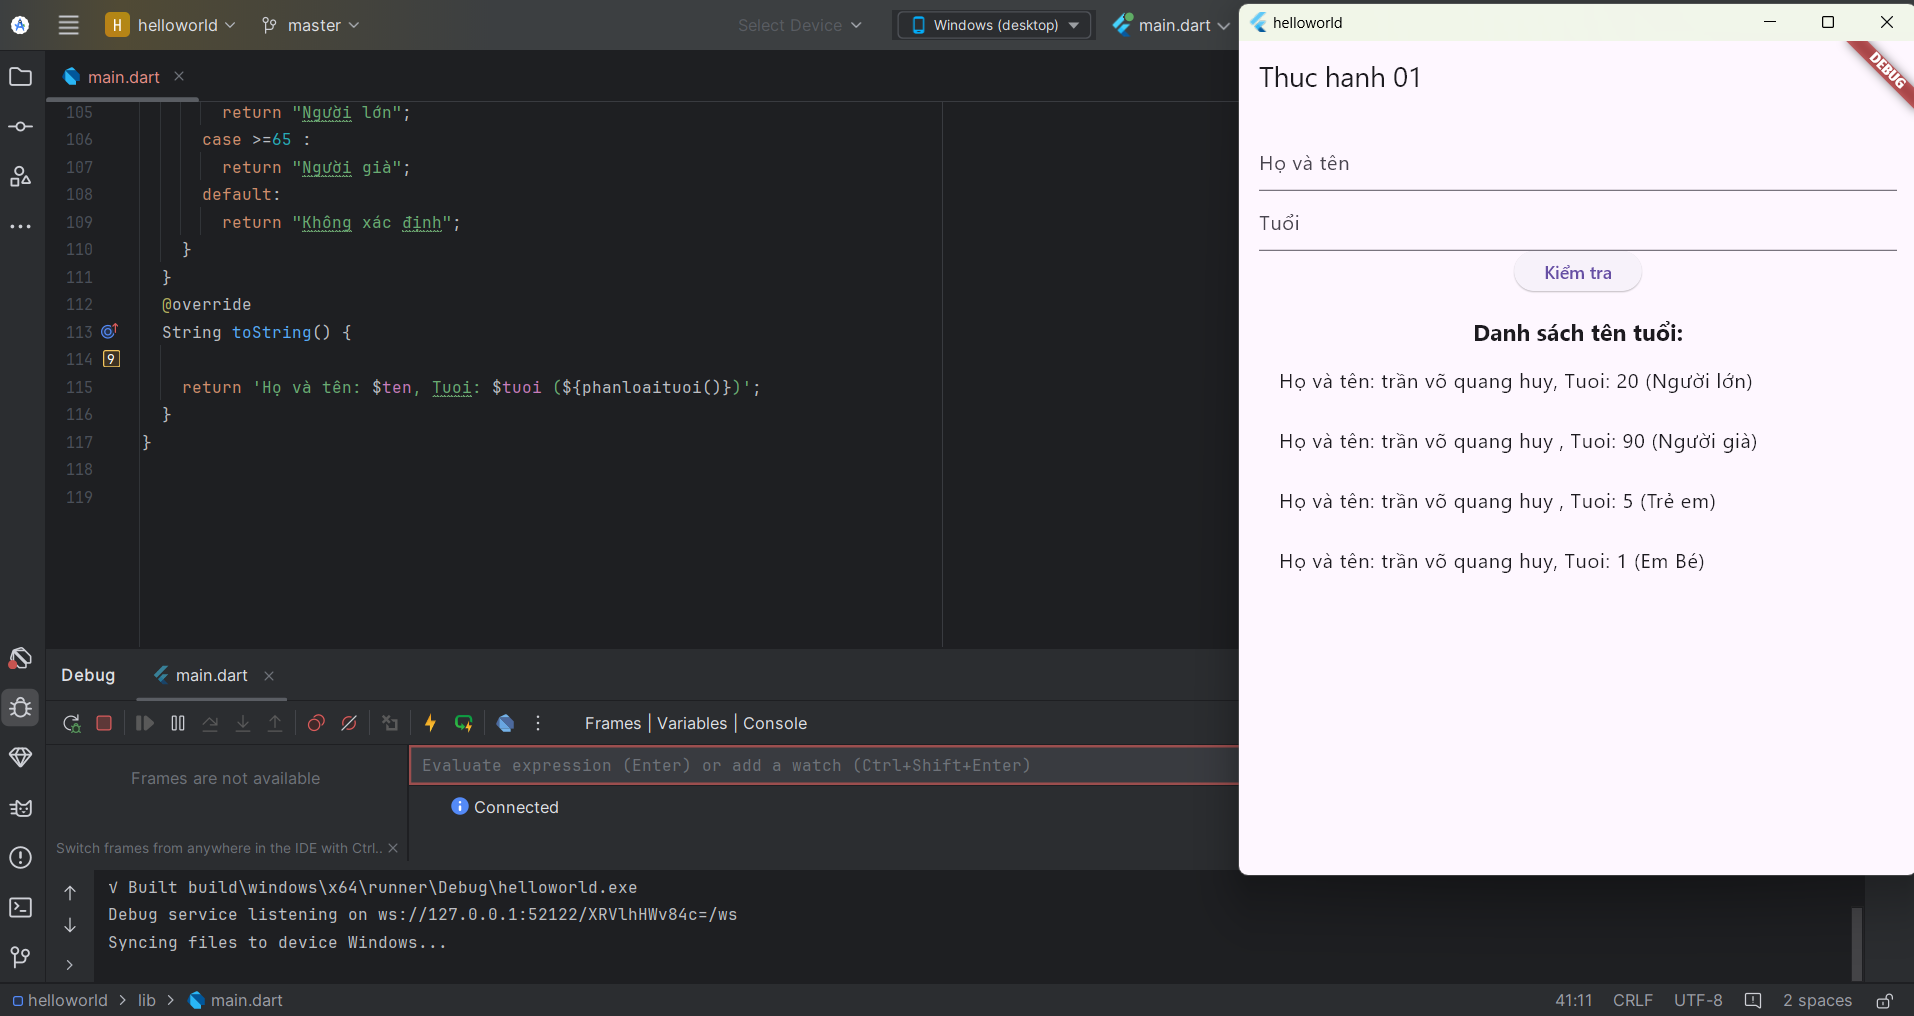 H helloworld master Select Device Windows (desktop) main.dart
main.dart
105 return "Người lớn";
106 case >=65 :
107 return "Người già";
108 default:
109 return "Không xác định";
110 }
111 }
112 @override
113 String toString() {
114 9
115 return 'Họ và tên: $ten, Tuoi: $tuoi (${phanloaituoi()})';
116 }
117 }
118
119
Debug main.dart
Frames | Variables | Console
Frames are not available
Evaluate expression (Enter) or add a watch (Ctrl+Shift+Enter)
Connected
Switch frames from anywhere in the IDE with Ctrl..
√ Built build\windows\x64\runner\Debug\helloworld.exe
Debug service listening on ws://127.0.0.1:52122/XRVlhHWv84c=/ws
Syncing files to device Windows...
helloworld > lib > main.dart
41:11 CRLF UTF-8 2 spaces
helloworld
DEBUG
Thuc hanh 01
Họ và tên
Tuổi
Kiểm tra
Danh sách tên tuổi:
Họ và tên: trần võ quang huy, Tuoi: 20 (Người lớn)
Họ và tên: trần võ quang huy , Tuoi: 90 (Người già)
Họ và tên: trần võ quang huy , Tuoi: 5 (Trẻ em)
Họ và tên: trần võ quang huy, Tuoi: 1 (Em Bé)